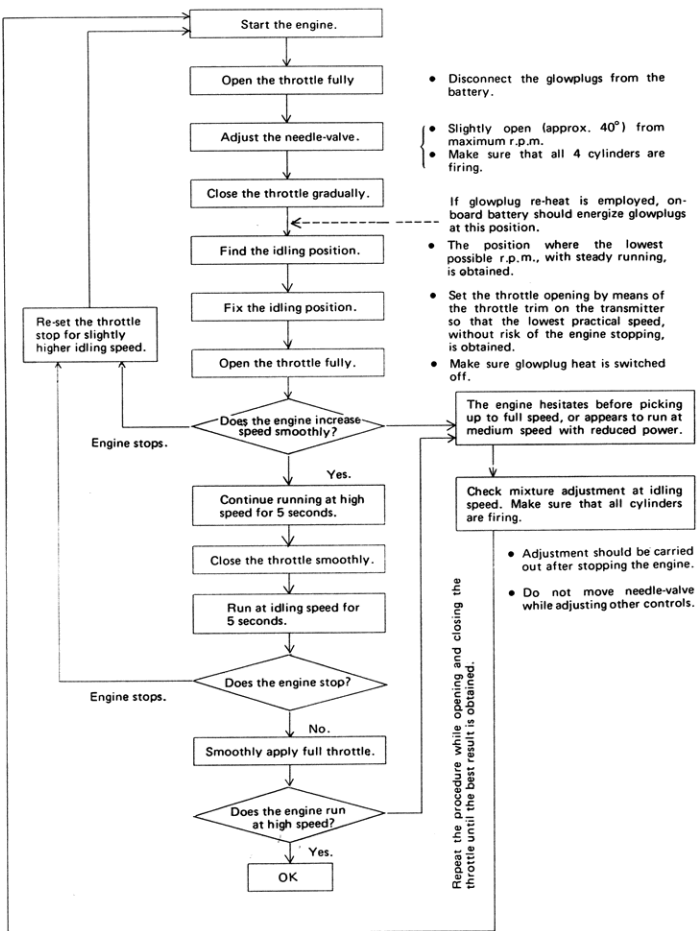 Start the engine.
Open the throttle fully
• Disconnect the glowplugs from the
battery.
Adjust the needle-valve.
• Slightly open (approx. 40°) from
maximum r.p.m.
• Make sure that all 4 cylinders are
firing.
Close the throttle gradually.
If glowplug re-heat is employed, on-
board battery should energize glowplugs
at this position.
Find the idling position.
• The position where the lowest
possible r.p.m., with steady running,
is obtained.
Fix the idling position.
• Set the throttle opening by means of
the throttle trim on the transmitter
so that the lowest practical speed,
without risk of the engine stopping,
is obtained.
Re-set the throttle
stop for slightly
higher idling speed.
Open the throttle fully.
• Make sure glowplug heat is switched
off.
Does the engine increase
speed smoothly?
Engine stops.
The engine hesitates before picking
up to full speed, or appears to run at
medium speed with reduced power.
Yes.
Continue running at high
speed for 5 seconds.
Check mixture adjustment at idling
speed. Make sure that all cylinders
are firing.
Close the throttle smoothly.
• Adjustment should be carried
out after stopping the engine.
• Do not move needle-valve
while adjusting other controls.
Run at idling speed for
5 seconds.
Does the engine stop?
Engine stops.
No.
Smoothly apply full throttle.
Does the engine run
at high speed?
Yes.
OK
Repeat the procedure while opening and closing the
throttle until the best result is obtained.